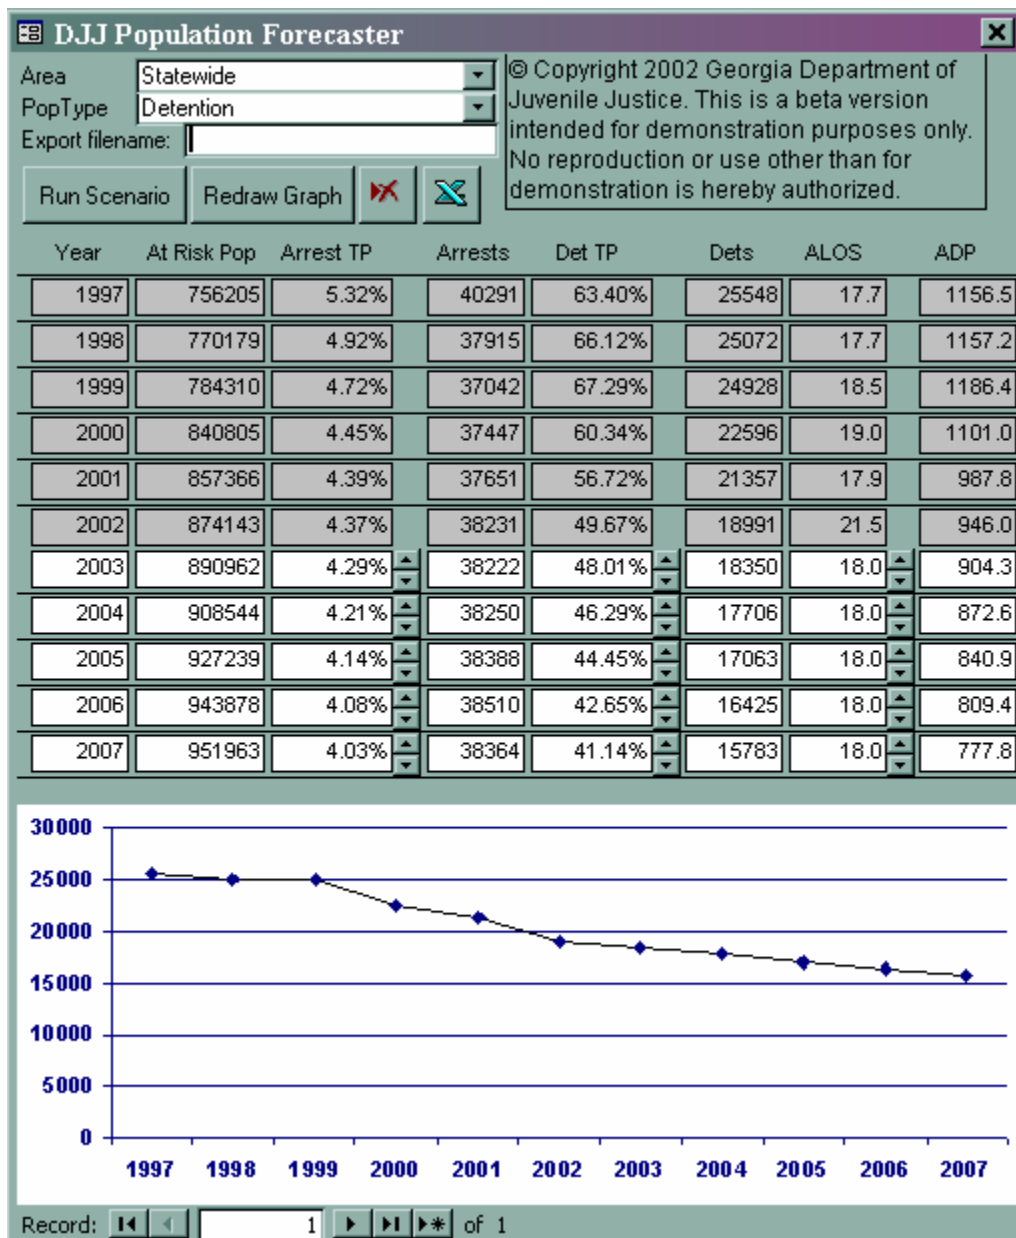 DJJ Population Forecaster
Area Statewide
PopType Detention
Export filename:
© Copyright 2002 Georgia Department of
Juvenile Justice. This is a beta version
intended for demonstration purposes only.
No reproduction or use other than for
demonstration is hereby authorized.
Run Scenario Redraw Graph
Year At Risk Pop Arrest TP Arrests Det TP Dets ALOS ADP
1997 756205 5.32% 40291 63.40% 25548 17.7 1156.5
1998 770179 4.92% 37915 66.12% 25072 17.7 1157.2
1999 784310 4.72% 37042 67.29% 24928 18.5 1186.4
2000 840805 4.45% 37447 60.34% 22596 19.0 1101.0
2001 857366 4.39% 37651 56.72% 21357 17.9 987.8
2002 874143 4.37% 38231 49.67% 18991 21.5 946.0
2003 890962 4.29% 38222 48.01% 18350 18.0 904.3
2004 908544 4.21% 38250 46.29% 17706 18.0 872.6
2005 927239 4.14% 38388 44.45% 17063 18.0 840.9
2006 943878 4.08% 38510 42.65% 16425 18.0 809.4
2007 951963 4.03% 38364 41.14% 15783 18.0 777.8
30000
25000
20000
15000
10000
5000
0
1997 1998 1999 2000 2001 2002 2003 2004 2005 2006 2007
Record: 1 of 1